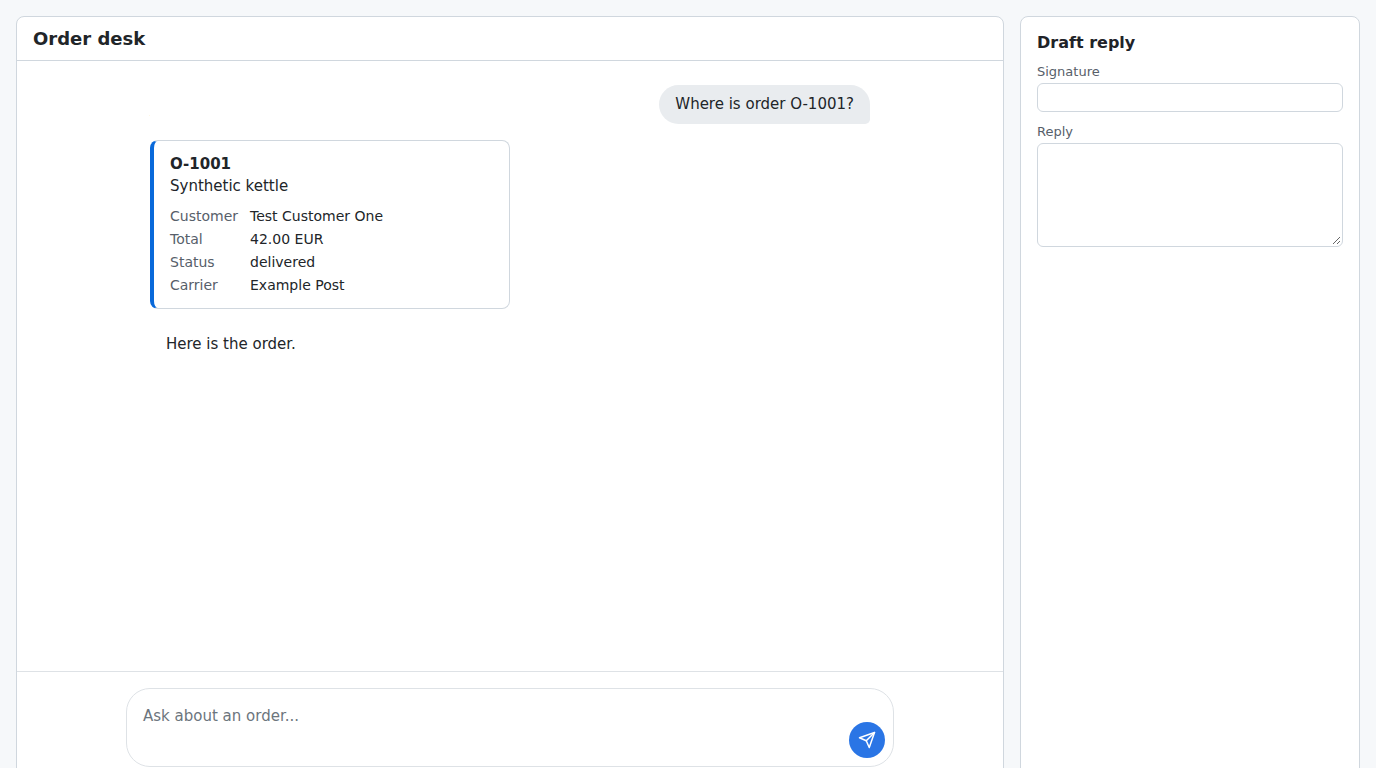 Order desk
Where is order O-1001?
O-1001
Synthetic kettle
Customer Test Customer One
Total 42.00 EUR
Status delivered
Carrier Example Post
Here is the order.
Ask about an order...
Draft reply
Signature
Reply